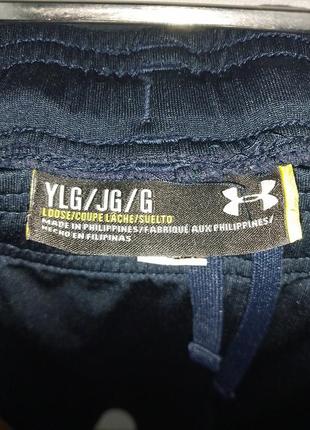 YLG/JG/G
LOOSE/COUPE LÂCHE/SUELTO
MADE IN PHILIPPINES/FABRIQUÉ AUX PHILIPPINES/
HECHO EN FILIPINAS